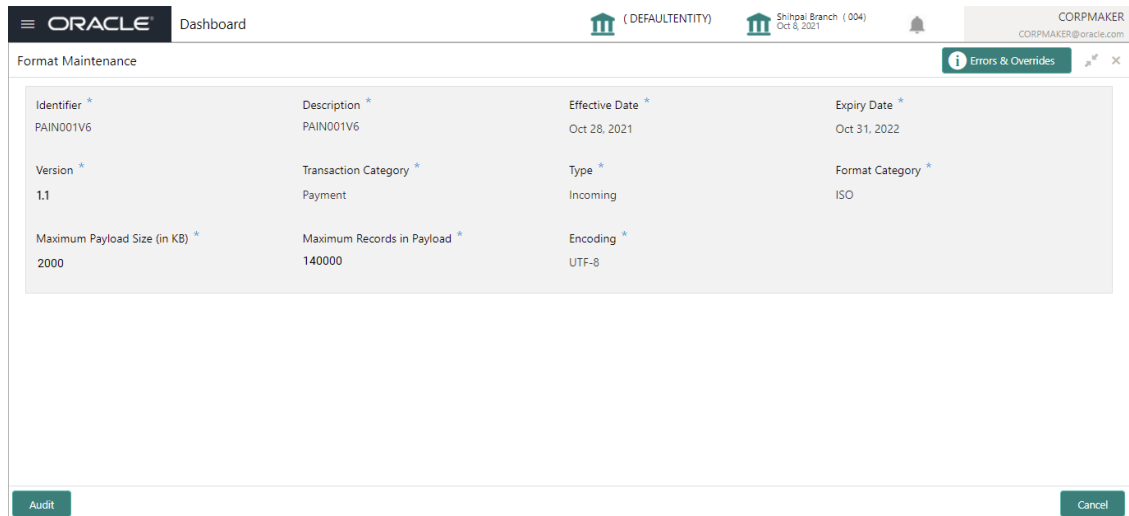 ORACLE® Dashboard ( DEFAULTENTITY) Shihpai Branch ( 004) CORPMAKER
Oct 8, 2021 CORPMAKER@oracle.com
Format Maintenance i Errors & Overrides
Identifier * Description * Effective Date * Expiry Date *
PAIN001V6 PAIN001V6 Oct 28, 2021 Oct 31, 2022
Version * Transaction Category * Type * Format Category *
1.1 Payment Incoming ISO
Maximum Payload Size (in KB) * Maximum Records in Payload * Encoding *
2000 140000 UTF-8
Audit Cancel